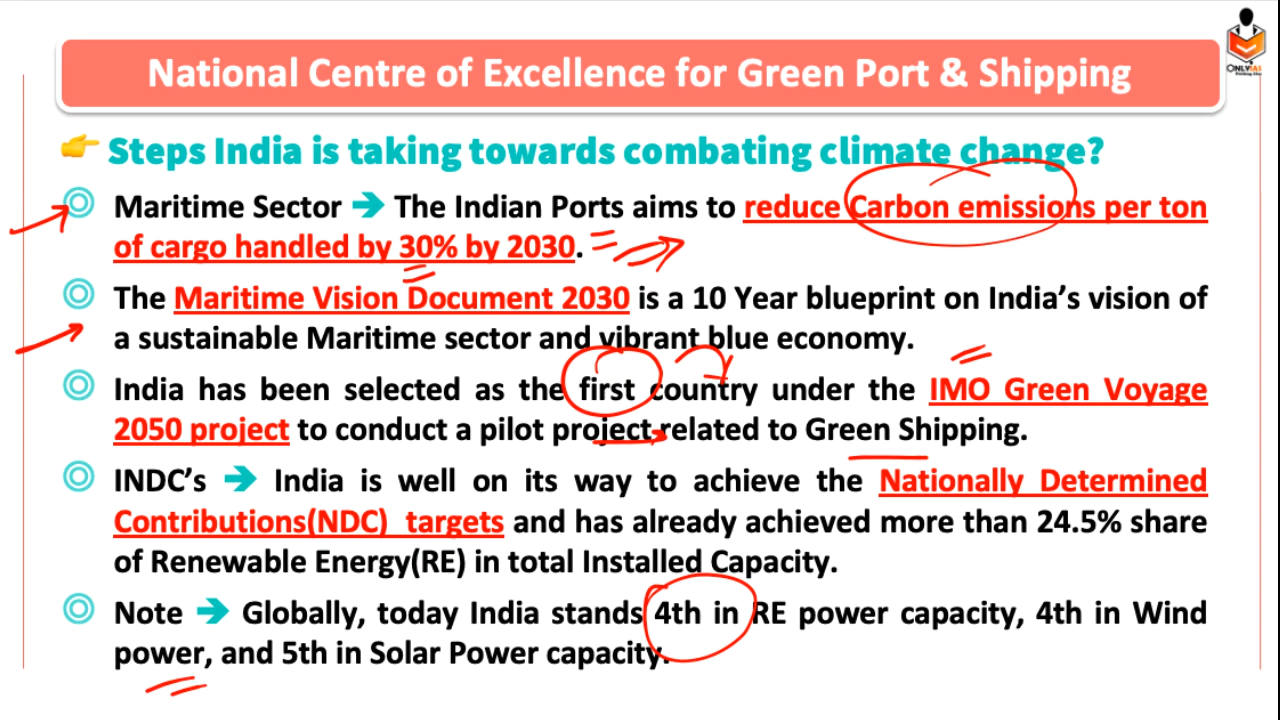 National Centre of Excellence for Green Port & Shipping
ONLYIAS
Steps India is taking towards combating climate change?
Maritime Sector ➔ The Indian Ports aims to reduce Carbon emissions per ton
of cargo handled by 30% by 2030.
The Maritime Vision Document 2030 is a 10 Year blueprint on India's vision of
a sustainable Maritime sector and vibrant blue economy.
India has been selected as the first country under the IMO Green Voyage
2050 project to conduct a pilot project related to Green Shipping.
INDC's ➔ India is well on its way to achieve the Nationally Determined
Contributions(NDC) targets and has already achieved more than 24.5% share
of Renewable Energy(RE) in total Installed Capacity.
Note ➔ Globally, today India stands 4th in RE power capacity, 4th in Wind
power, and 5th in Solar Power capacity.